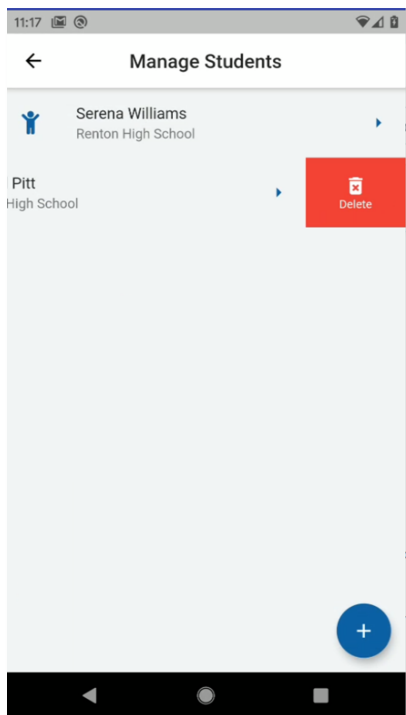 11:17
Manage Students
Serena Williams
Renton High School
Pitt
High School
Delete